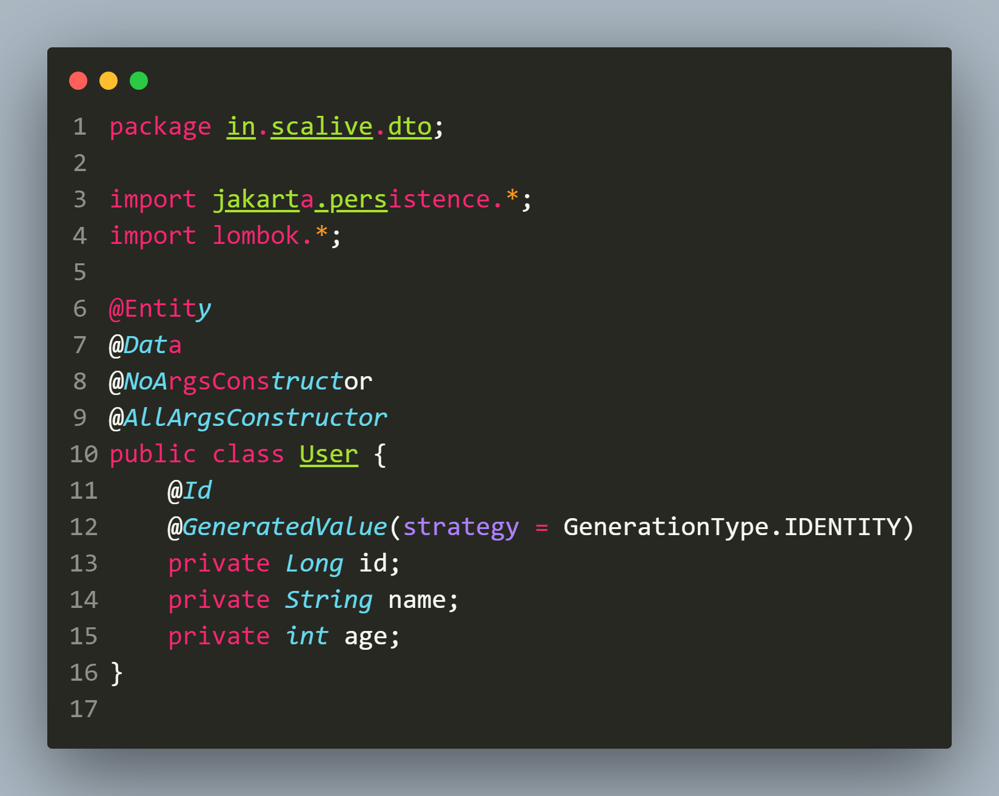 1 package in.scalive.dto;
2
3 import jakarta.persistence.*;
4 import lombok.*;
5
6 @Entity
7 @Data
8 @NoArgsConstructor
9 @AllArgsConstructor
10 public class User {
11     @Id
12     @GeneratedValue(strategy = GenerationType.IDENTITY)
13     private Long id;
14     private String name;
15     private int age;
16 }
17